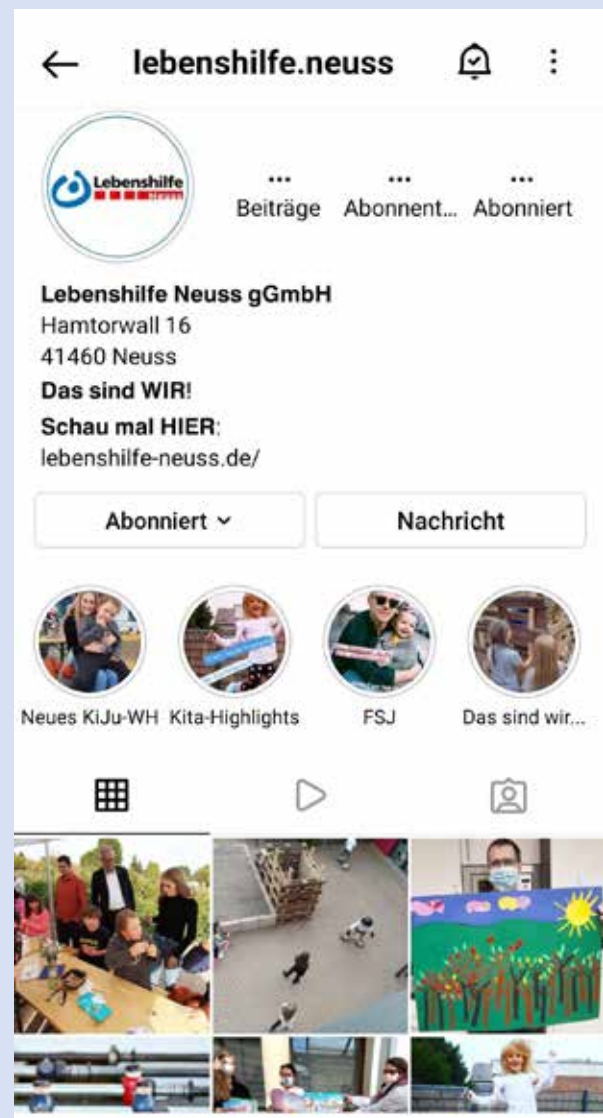 lebenshilfe.neuss
Lebenshilfe
Neuss
... ... ...
Beiträge Abonnent... Abonniert
Lebenshilfe Neuss gGmbH
Hamtorwall 16
41460 Neuss
Das sind WIR!
Schau mal HIER:
lebenshilfe-neuss.de/
Abonniert
Nachricht
Neues KiJu-WH Kita-Highlights FSJ Das sind wir...